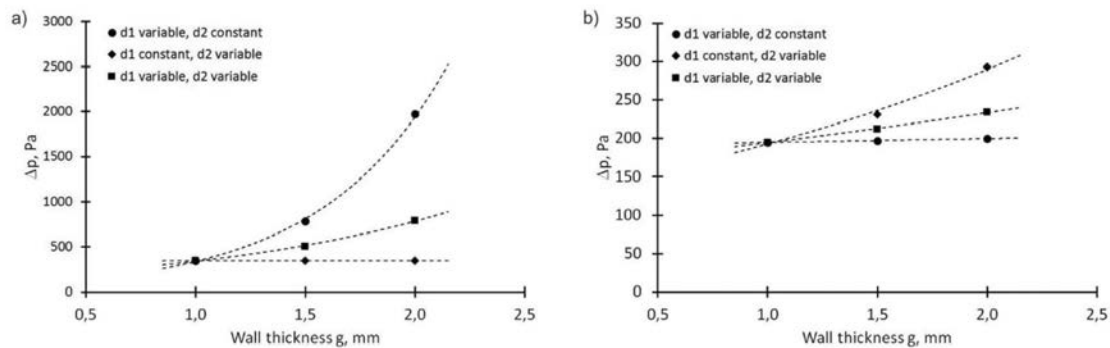 a)
3000
2500
2000
1500
1000
500
0
Δp, Pa
d1 variable, d2 constant
d1 constant, d2 variable
d1 variable, d2 variable
0,5 1,0 1,5 2,0 2,5
Wall thickness g, mm
b)
350
300
250
200
150
100
50
0
Δp, Pa
d1 variable, d2 constant
d1 constant, d2 variable
d1 variable, d2 variable
0,5 1,0 1,5 2,0 2,5
Wall thickness g, mm